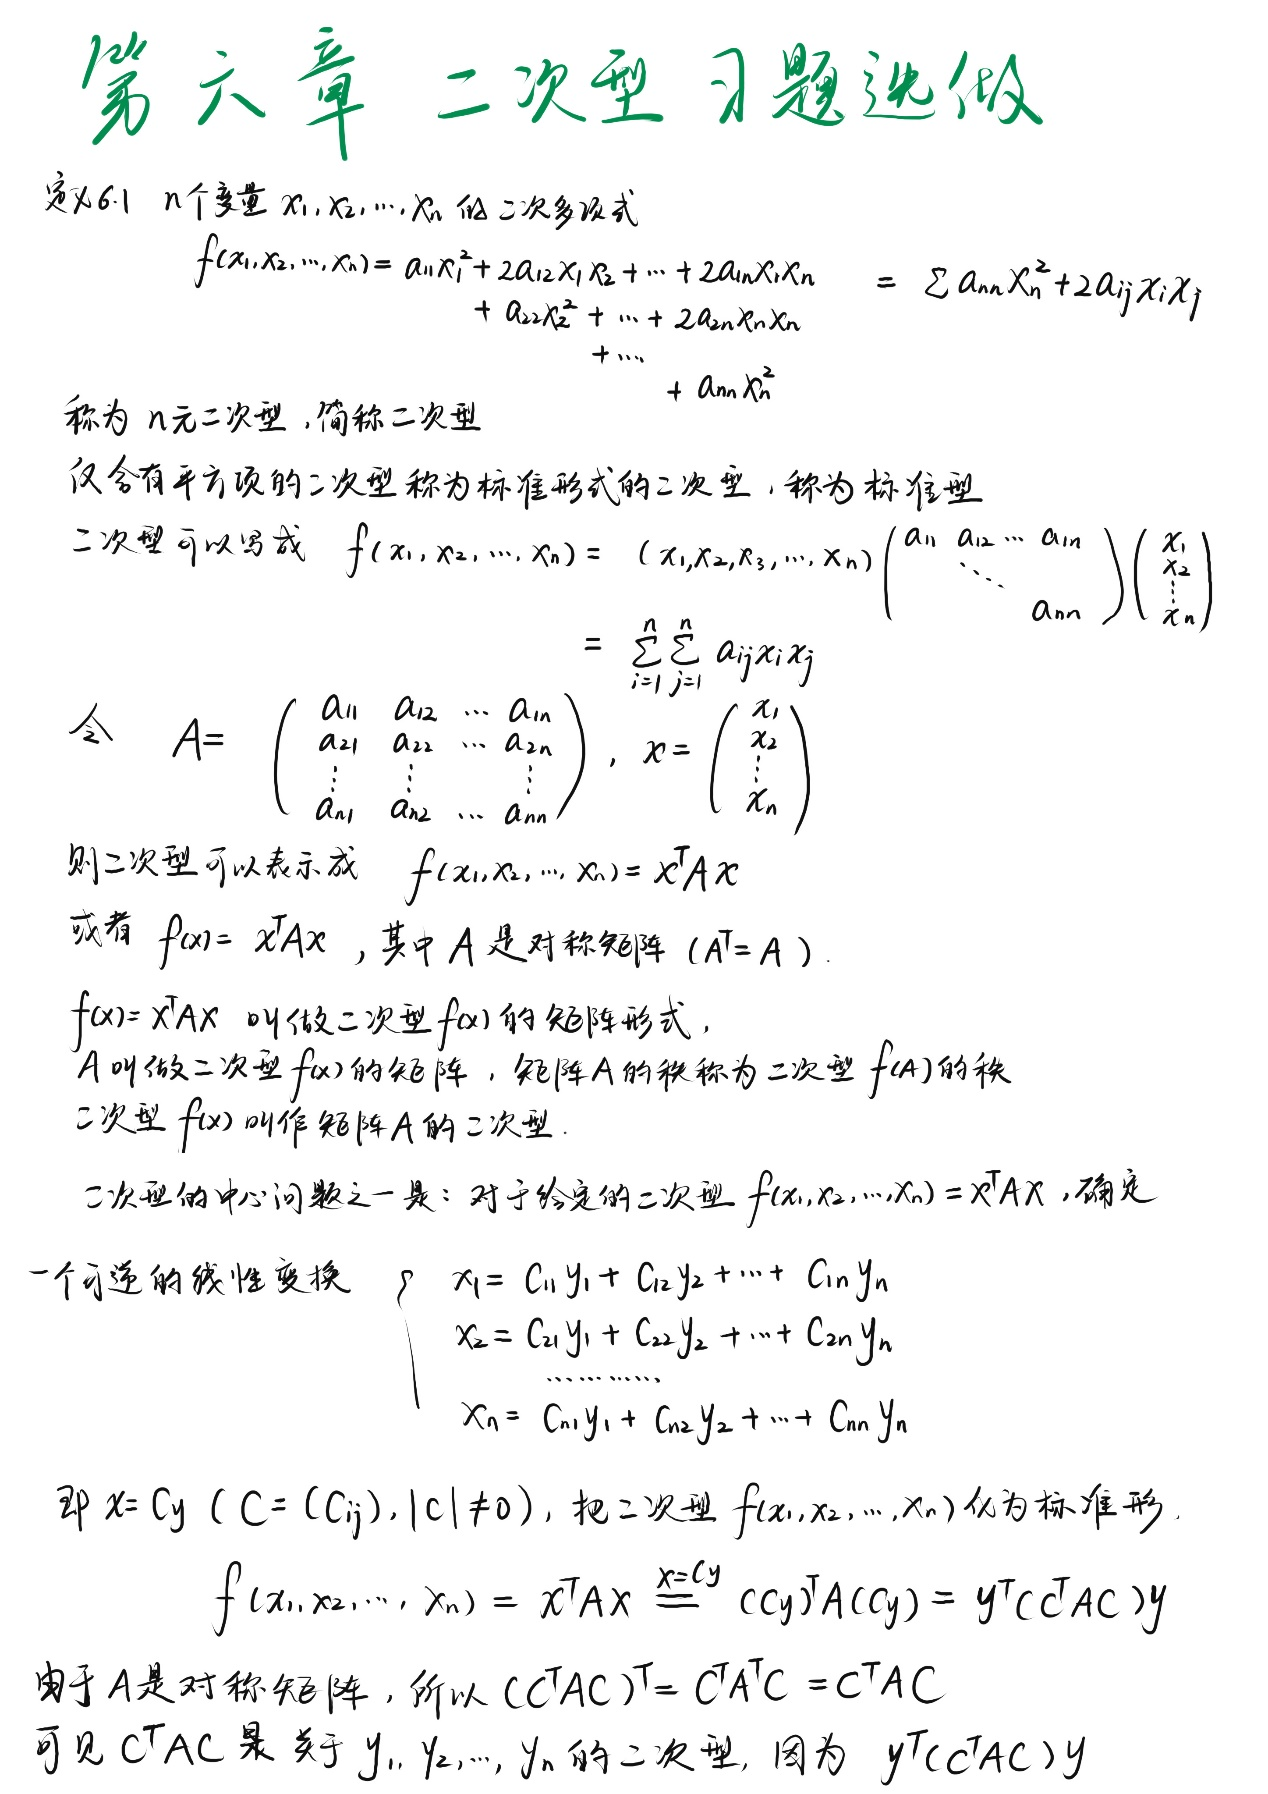 第六章 二次型 习题选做
定义6.1 n个变量 x₁,x₂,…,xₙ 的二次多项式
f(x₁,x₂,…,xₙ)= a₁₁x₁²+2a₁₂x₁x₂+…+2a₁ₙx₁xₙ = Σaₙₙxₙ²+2aᵢⱼxᵢxⱼ
+ a₂₂x₂²+…+2a₂ₙxₙxₙ
+…
+ aₙₙxₙ²
称为 n元二次型,简称二次型
仅含有平方项的二次型称为标准形式的二次型,称为标准型
二次型可以写成 f(x₁,x₂,…,xₙ)= (x₁,x₂,x₃,…,xₙ) (a₁₁ a₁₂ … a₁ₙ ⋱ aₙₙ) (x₁ x₂ ⋮ xₙ)
= Σⁿᵢ₌₁ Σⁿⱼ₌₁ aᵢⱼxᵢxⱼ
令 A= (a₁₁ a₁₂ … a₁ₙ
a₂₁ a₂₂ … a₂ₙ
⋮ ⋮ ⋮
aₙ₁ aₙ₂ … aₙₙ) , x= (x₁ x₂ ⋮ xₙ)
则二次型可以表示成 f(x₁,x₂,…,xₙ)= xᵀAx
或者 f(x)= xᵀAx ,其中 A 是对称矩阵 (Aᵀ=A).
f(x)=xᵀAx 叫做二次型f(x)的矩阵形式,
A叫做二次型f(x)的矩阵,矩阵A的秩称为二次型 f(A)的秩
二次型 f(x)叫作矩阵A的二次型.
二次型的中心问题之一是:对于给定的二次型 f(x₁,x₂,…,xₙ)=xᵀAx,确定
一个可逆的线性变换 { x₁= C₁₁y₁+C₁₂y₂+…+C₁ₙyₙ
x₂= C₂₁y₁+C₂₂y₂+…+C₂ₙyₙ
…………
xₙ= Cₙ₁y₁+Cₙ₂y₂+…+Cₙₙyₙ
即 x=Cy (C=(Cᵢⱼ),|C|≠0),把二次型 f(x₁,x₂,…,xₙ)化为标准形.
x=Cy
f(x₁,x₂,…,xₙ)= xᵀAx = (Cy)ᵀA(Cy)= yᵀ(CᵀAC)y
由于A是对称矩阵,所以 (CᵀAC)ᵀ=CᵀAᵀC=CᵀAC
可见 CᵀAC 是 关于 y₁,y₂,…,yₙ 的二次型,因为 yᵀ(CᵀAC)y